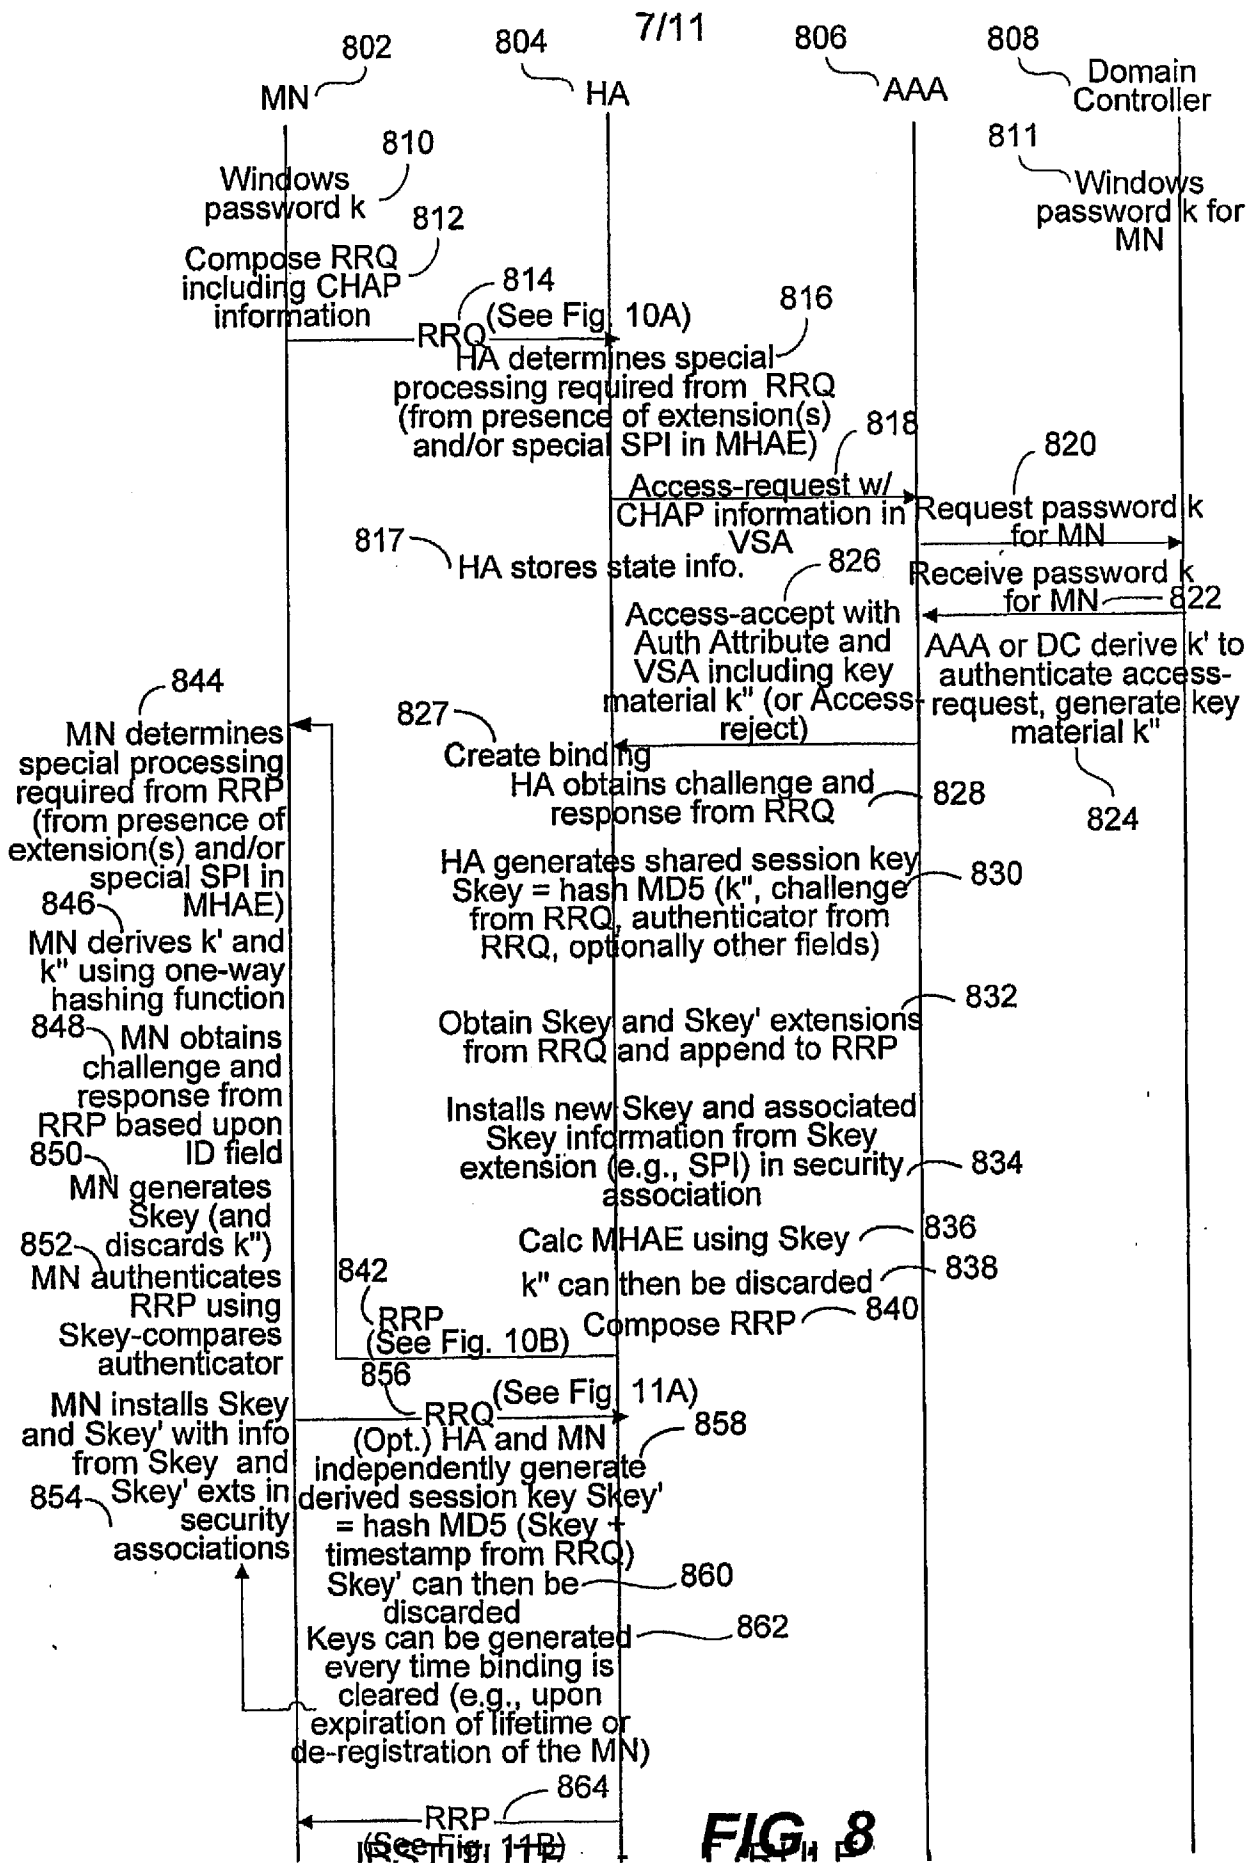 7/11
802
804
806
808
MN
HA
AAA
Domain
Controller
810
Windows
password k
811
Windows
password k for
MN
812
Compose RRQ
including CHAP
information
814
RRQ (See Fig. 10A)
816
HA determines special
processing required from RRQ
(from presence of extension(s)
and/or special SPI in MHAE)
818
Access-request w/
CHAP information in
VSA
820
Request password k
for MN
817
HA stores state info.
Receive password k
for MN 822
826
Access-accept with
Auth Attribute and
VSA including key
material k" (or Access-
reject)
AAA or DC derive k' to
authenticate access-
request, generate key
material k"
824
827
Create binding
HA obtains challenge and
response from RRQ
828
HA generates shared session key
Skey = hash MD5 (k", challenge
from RRQ, authenticator from
RRQ, optionally other fields)
830
832
Obtain Skey and Skey' extensions
from RRQ and append to RRP
Installs new Skey and associated
Skey information from Skey
extension (e.g., SPI) in security
association
834
Calc MHAE using Skey 836
k" can then be discarded 838
Compose RRP 840
842
RRP
(See Fig. 10B)
844
MN determines
special processing
required from RRP
(from presence of
extension(s) and/or
special SPI in
MHAE)
846
MN derives k' and
k" using one-way
hashing function
848
MN obtains
challenge and
response from
RRP based upon
ID field
850
MN generates
Skey (and
discards k")
852
MN authenticates
RRP using
Skey-compares
authenticator
MN installs Skey
and Skey' with info
from Skey and
Skey' exts in
security
associations
854
856
RRQ (See Fig. 11A)
(Opt.) HA and MN
independently generate
derived session key Skey'
= hash MD5 (Skey +
timestamp from RRQ)
858
Skey' can then be
discarded
860
Keys can be generated
every time binding is
cleared (e.g., upon
expiration of lifetime or
de-registration of the MN)
862
864
RRP
(See Fig. 11B)
FIG. 8